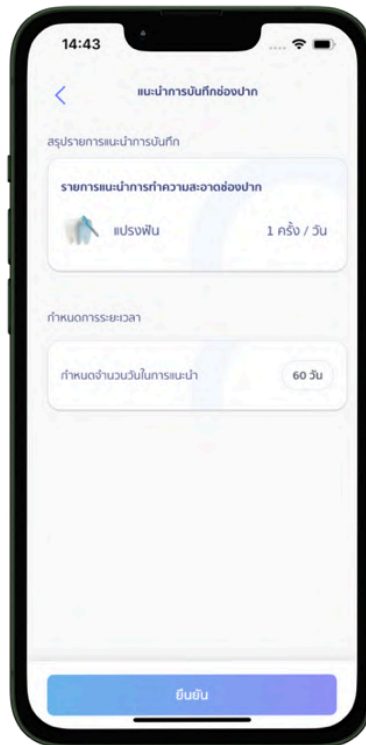 14:43
แนะนำการบันทึกช่องปาก
สรุปรายการแนะนำการบันทึก
รายการแนะนำการทำความสะอาดช่องปาก
แปรงฟัน 1 ครั้ง / วัน
กำหนดการระยะเวลา
กำหนดจำนวนวันในการแนะนำ 60 วัน
ยืนยัน